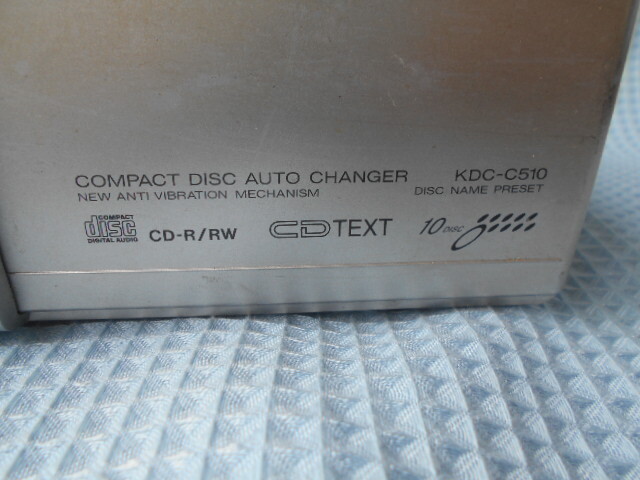 COMPACT DISC AUTO CHANGER KDC-C510
NEW ANTI VIBRATION MECHANISM DISC NAME PRESET
COMPACT
disc
DIGITAL AUDIO
CD-R/RW
CD TEXT
10 DISC